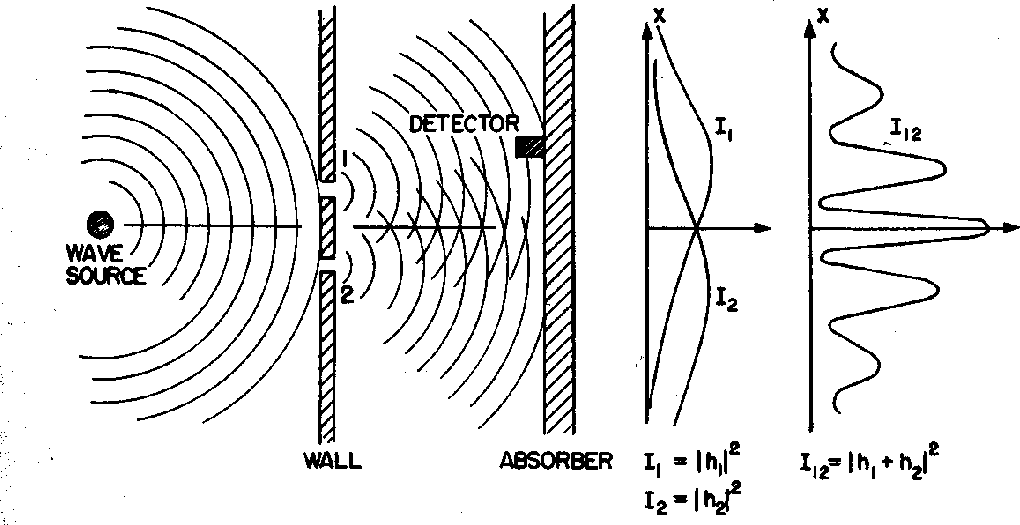 X
X
DETECTOR
I₁
I₁₂
1
WAVE
SOURCE
2
I₂
WALL
ABSORBER
I₁ = |h₁|²
I₂ = |h₂|²
I₁₂ = |h₁ + h₂|²